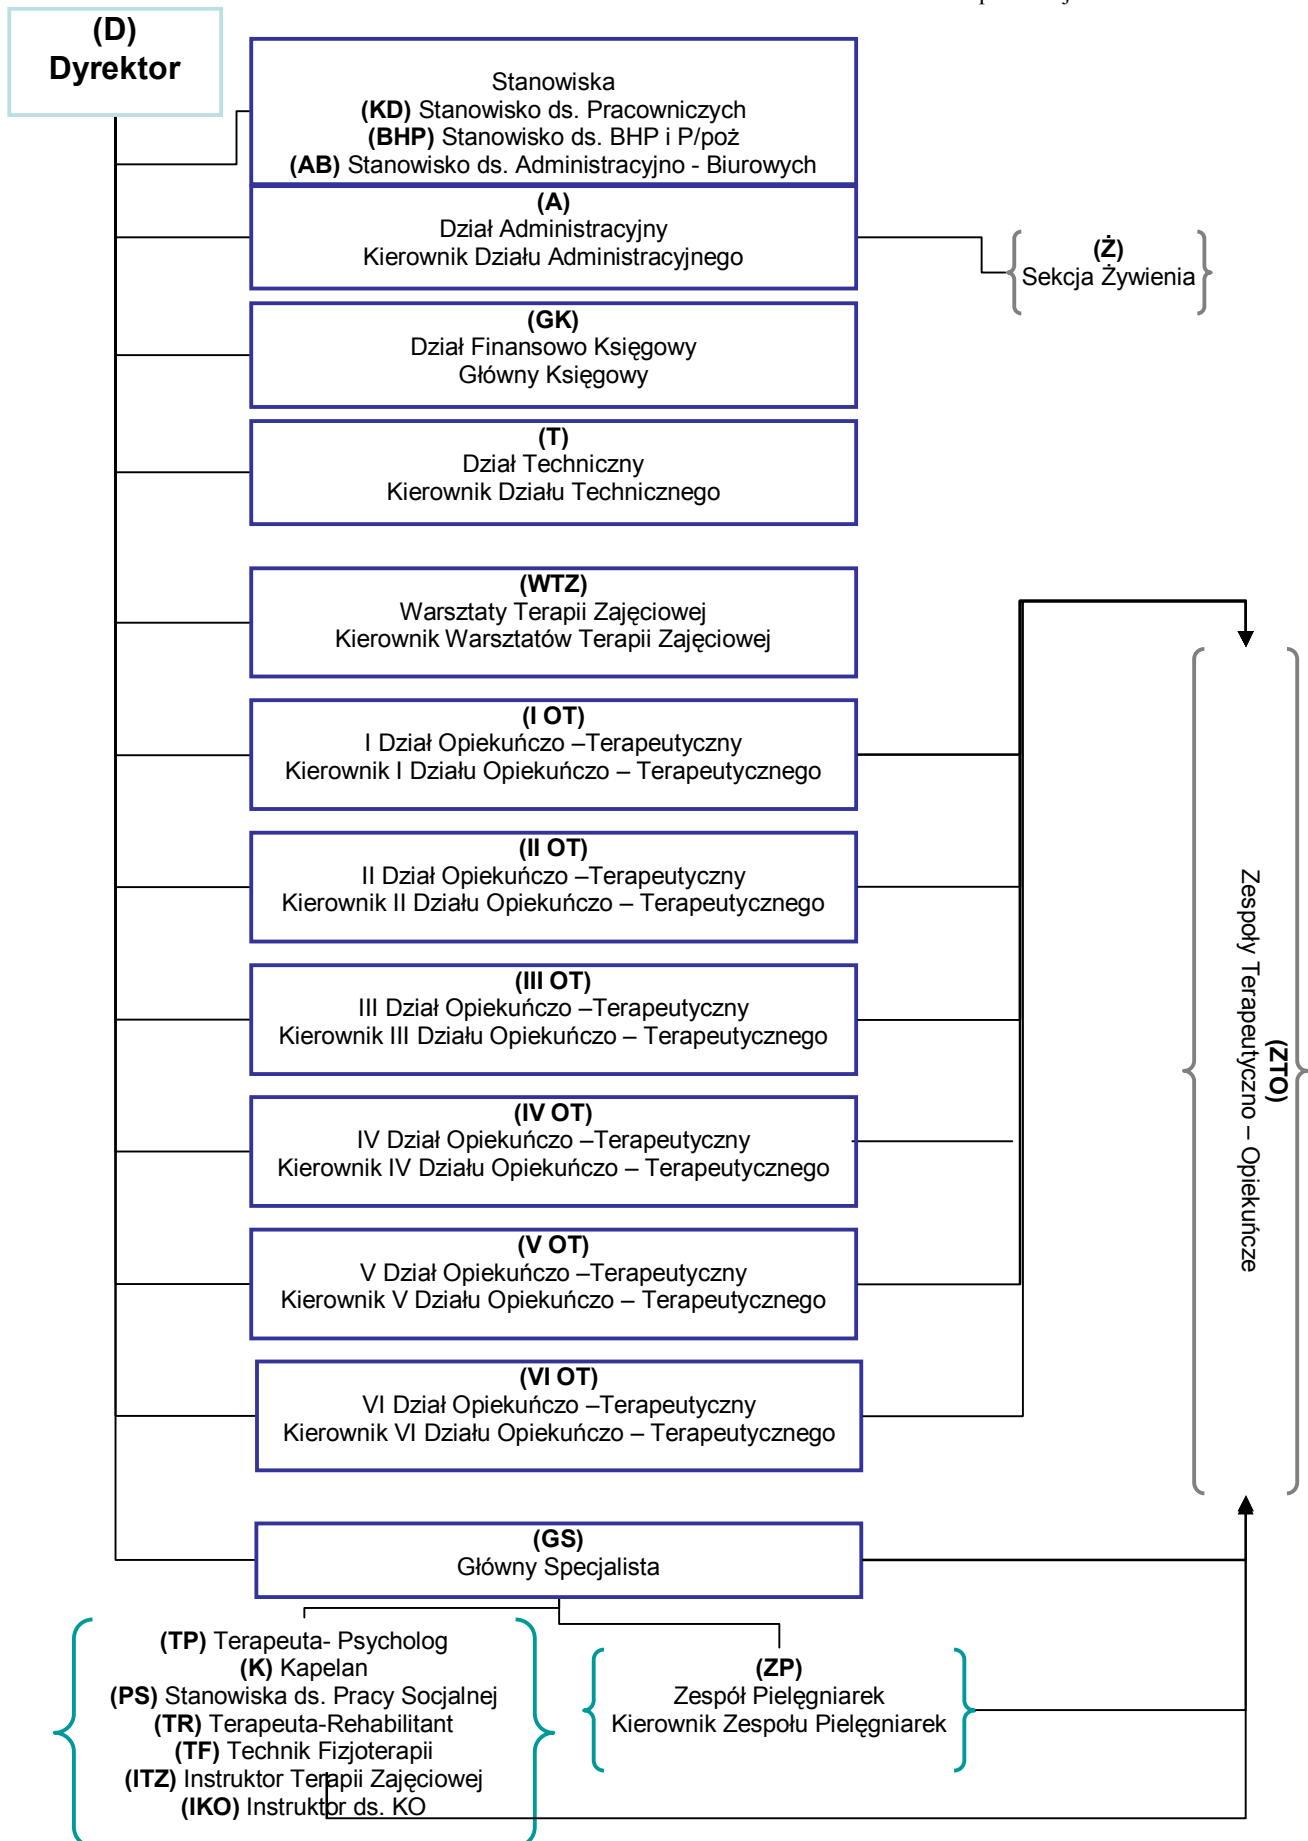 (D)
Dyrektor
Stanowiska
(KD) Stanowisko ds. Pracowniczych
(BHP) Stanowisko ds. BHP i P/poż
(AB) Stanowisko ds. Administracyjno - Biurowych
(A)
Dział Administracyjny
Kierownik Działu Administracyjnego
(Ż)
Sekcja Żywienia
(GK)
Dział Finansowo Księgowy
Główny Księgowy
(T)
Dział Techniczny
Kierownik Działu Technicznego
(WTZ)
Warsztaty Terapii Zajęciowej
Kierownik Warsztatów Terapii Zajęciowej
(I OT)
I Dział Opiekuńczo –Terapeutyczny
Kierownik I Działu Opiekuńczo – Terapeutycznego
(II OT)
II Dział Opiekuńczo –Terapeutyczny
Kierownik II Działu Opiekuńczo – Terapeutycznego
(III OT)
III Dział Opiekuńczo –Terapeutyczny
Kierownik III Działu Opiekuńczo – Terapeutycznego
(IV OT)
IV Dział Opiekuńczo –Terapeutyczny
Kierownik IV Działu Opiekuńczo – Terapeutycznego
(V OT)
V Dział Opiekuńczo –Terapeutyczny
Kierownik V Działu Opiekuńczo – Terapeutycznego
(VI OT)
VI Dział Opiekuńczo –Terapeutyczny
Kierownik VI Działu Opiekuńczo – Terapeutycznego
(ZTO)
Zespoły Terapeutyczno – Opiekuńcze
(GS)
Główny Specjalista
(TP) Terapeuta- Psycholog
(K) Kapelan
(PS) Stanowiska ds. Pracy Socjalnej
(TR) Terapeuta-Rehabilitant
(TF) Technik Fizjoterapii
(ITZ) Instruktor Terapii Zajęciowej
(IKO) Instruktor ds. KO
(ZP)
Zespół Pielęgniarek
Kierownik Zespołu Pielęgniarek